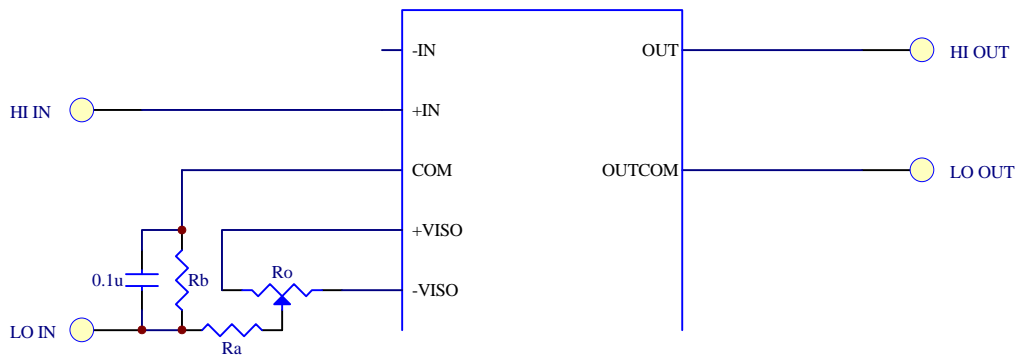 -IN
OUT
HI OUT
HI IN
+IN
COM
OUTCOM
LO OUT
+VISO
0.1u
Rb
Ro
-VISO
LO IN
Ra